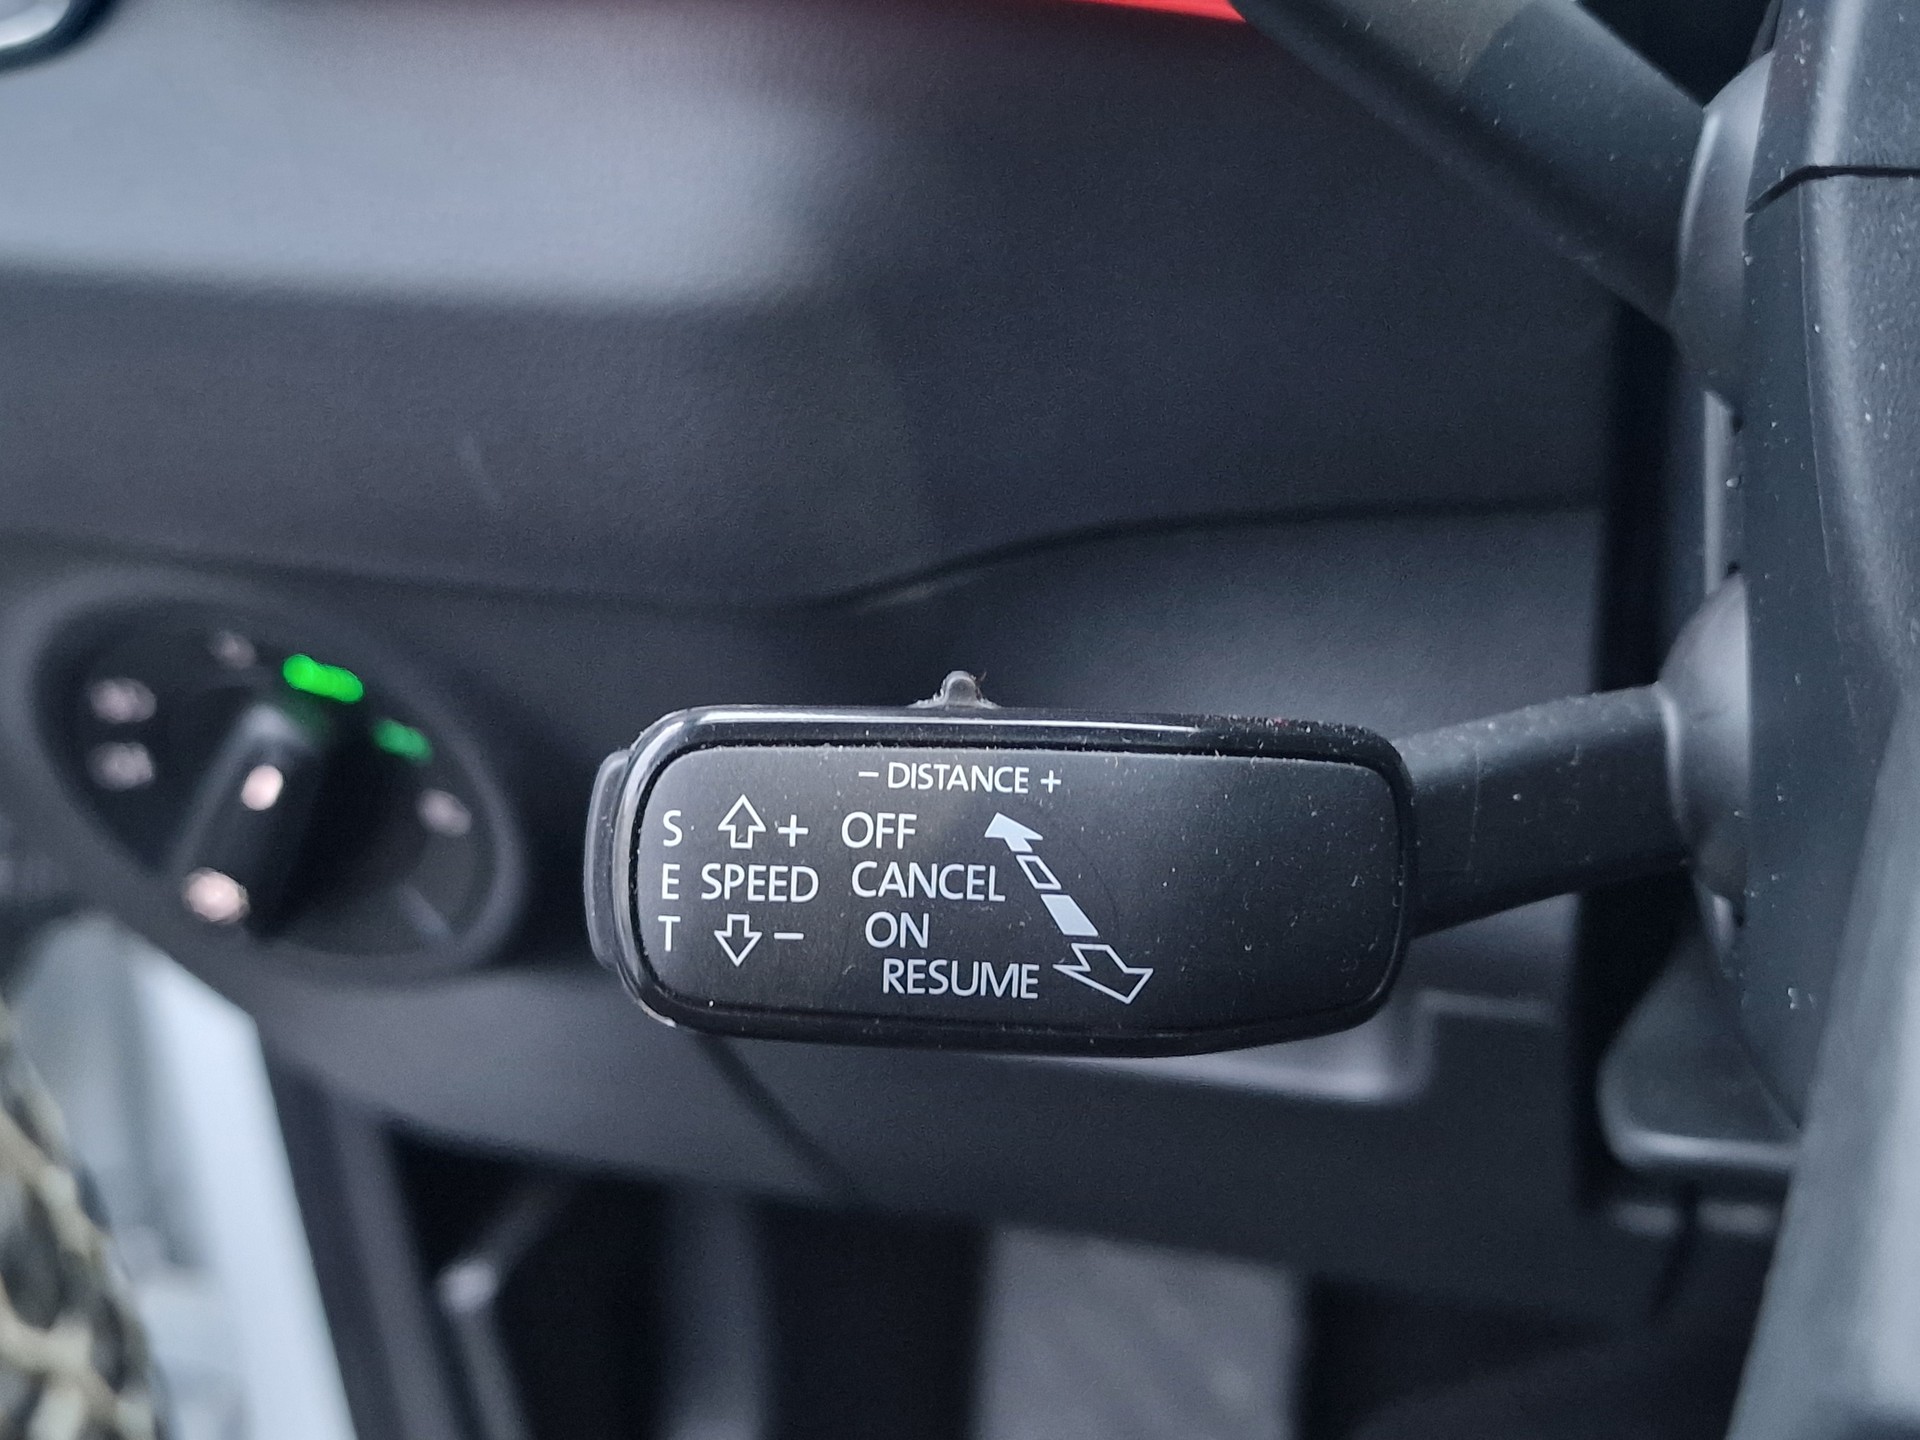 – DISTANCE +
S + OFF
E SPEED CANCEL
T – ON
RESUME